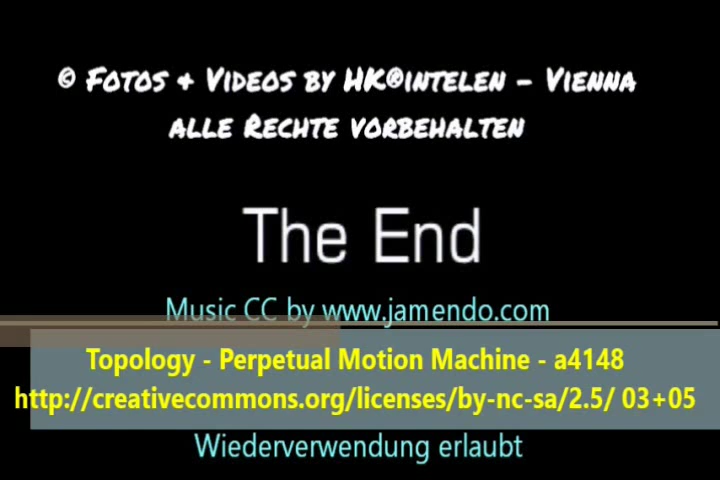 © Fotos + Videos by HK®intelen - Vienna
alle Rechte vorbehalten
The End
Music CC by www.jamendo.com
Topology - Perpetual Motion Machine - a4148
http://creativecommons.org/licenses/by-nc-sa/2.5/ 03+05
Wiederverwendung erlaubt